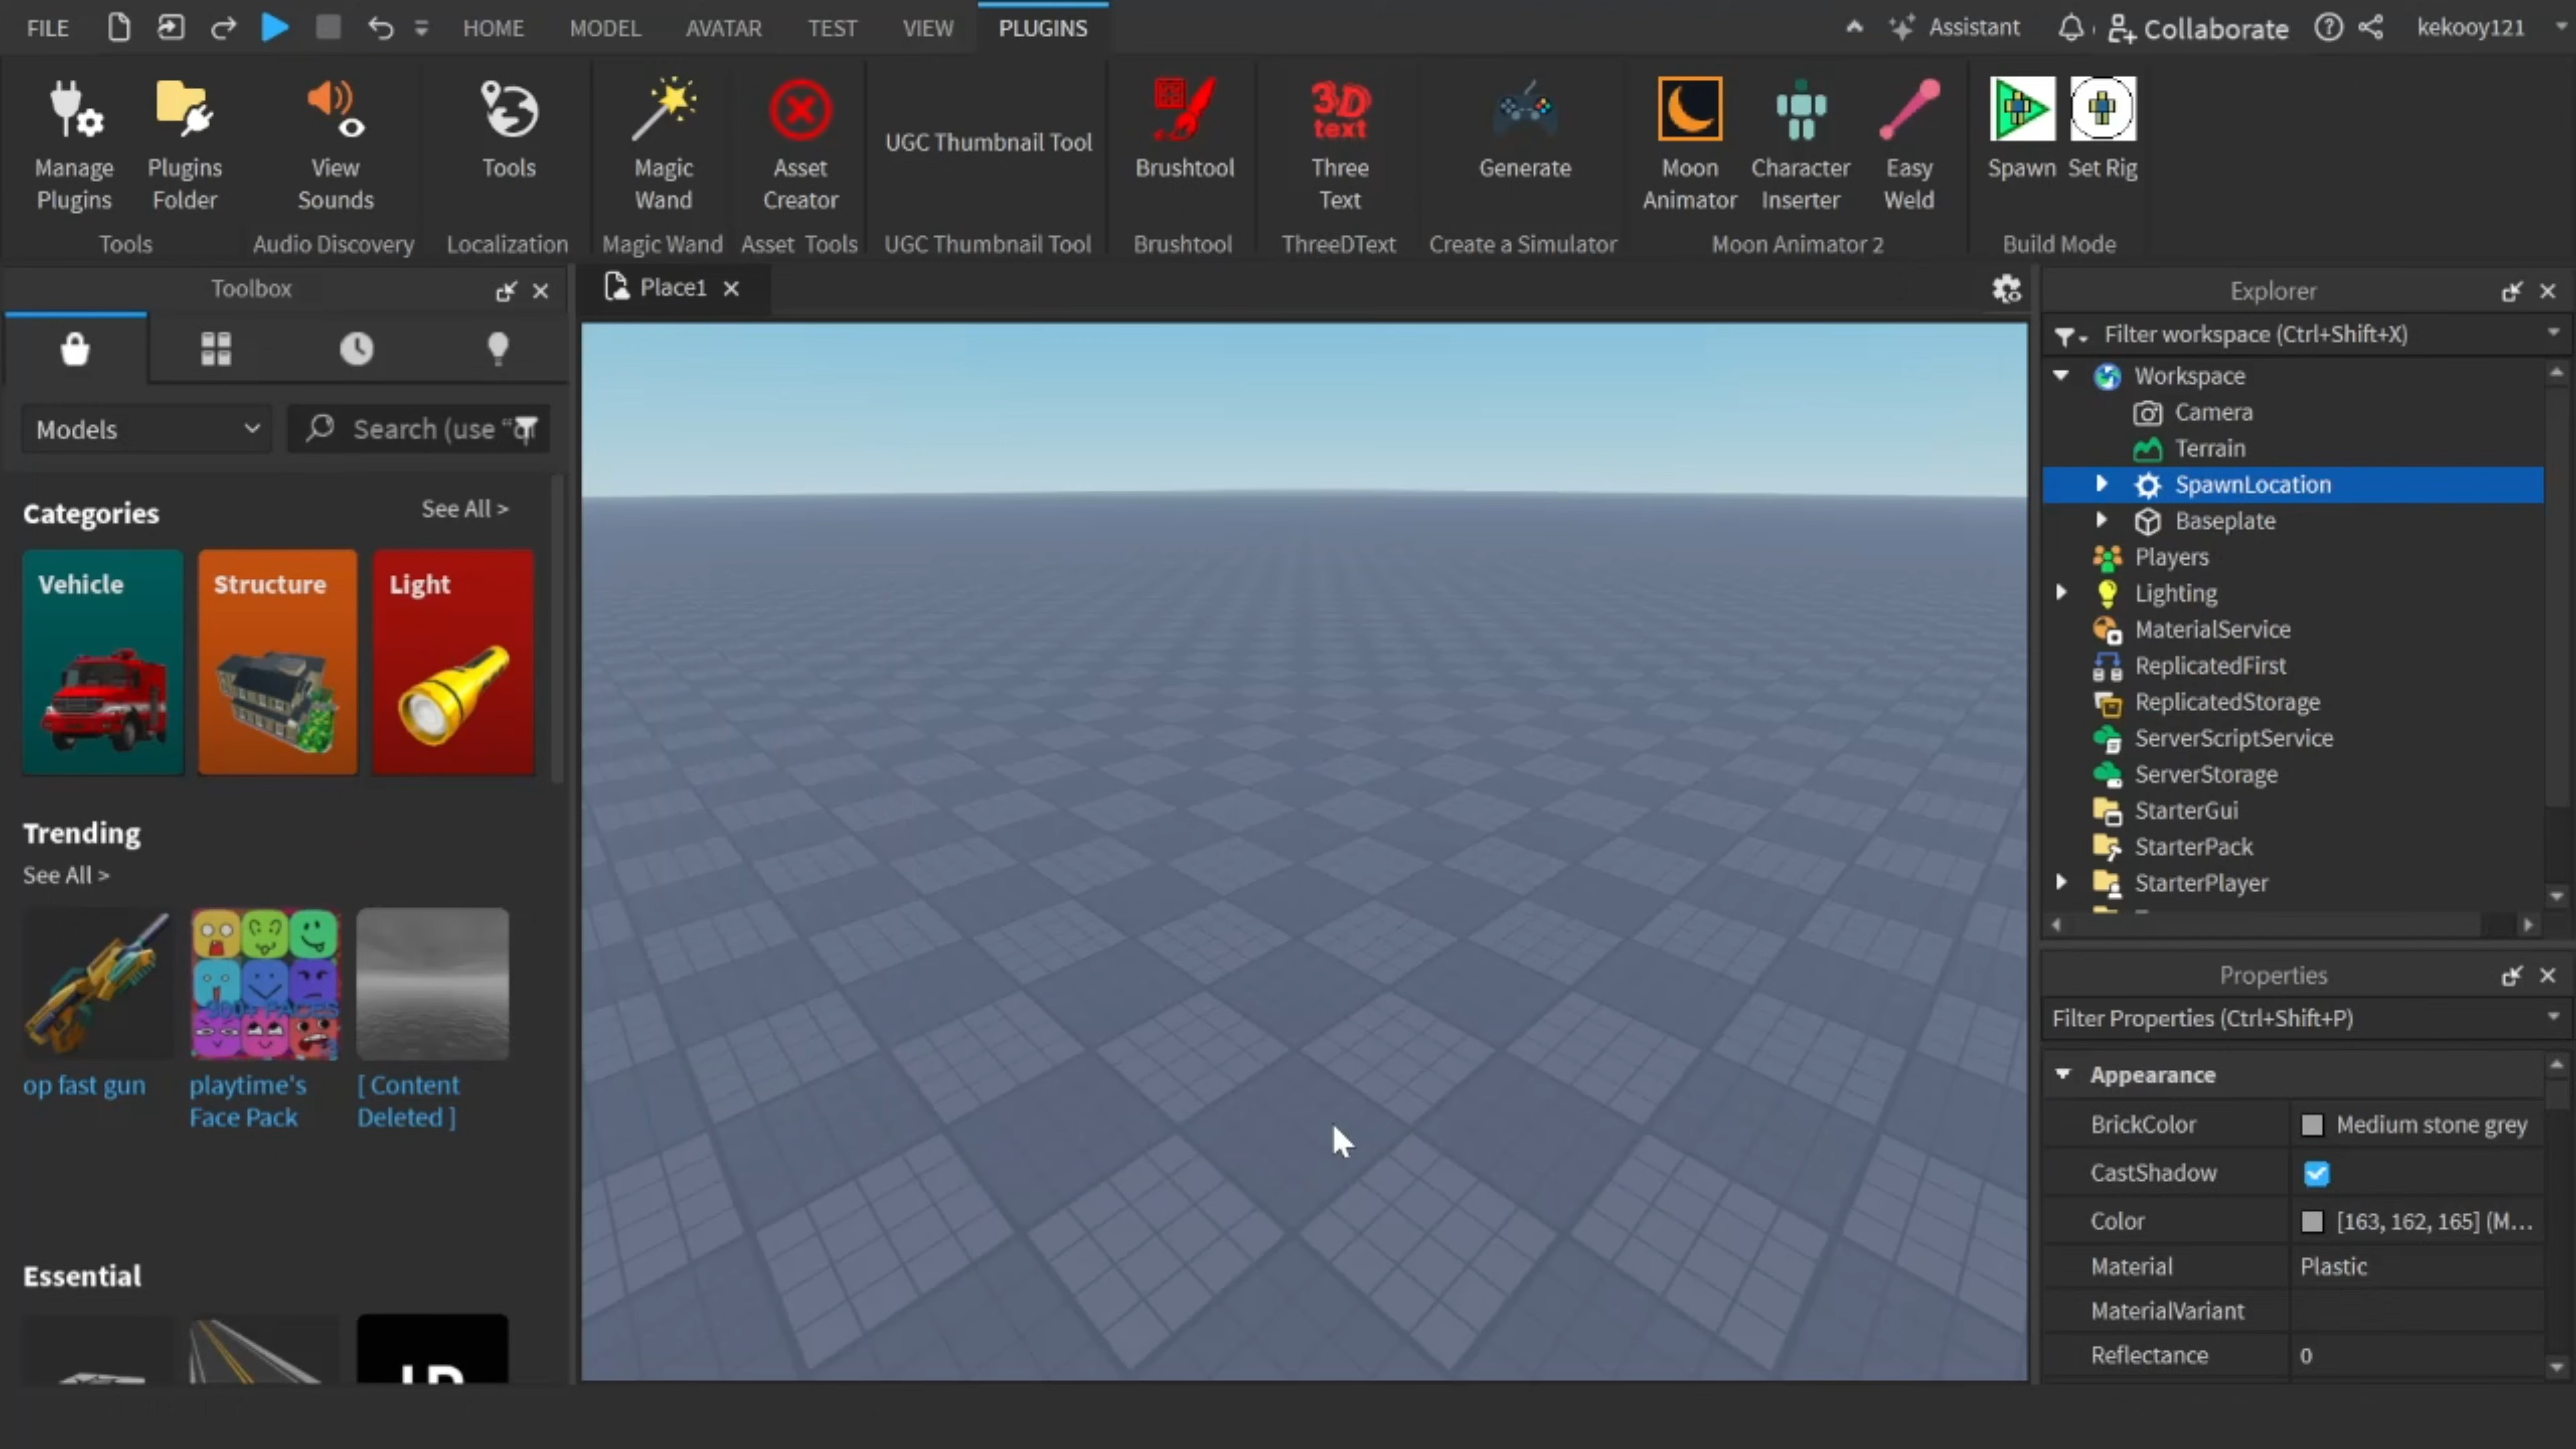 FILE
HOME
MODEL
AVATAR
TEST
VIEW
PLUGINS
Assistant
Collaborate
kekooy121
Manage
Plugins
Plugins
Folder
View
Sounds
Tools
Magic
Wand
Asset
Creator
UGC Thumbnail Tool
Brushtool
3D
text
Three
Text
Generate
Moon
Animator
Character
Inserter
Easy
Weld
Spawn
Set Rig
Tools
Audio Discovery
Localization
Magic Wand
Asset Tools
UGC Thumbnail Tool
Brushtool
ThreeDText
Create a Simulator
Moon Animator 2
Build Mode
Toolbox
Models
Search (use "
Categories
See All >
Vehicle
Structure
Light
Trending
See All >
op fast gun
playtime's
Face Pack
[ Content
Deleted ]
Essential
Place1
Explorer
Filter workspace (Ctrl+Shift+X)
Workspace
Camera
Terrain
SpawnLocation
Baseplate
Players
Lighting
MaterialService
ReplicatedFirst
ReplicatedStorage
ServerScriptService
ServerStorage
StarterGui
StarterPack
StarterPlayer
Properties
Filter Properties (Ctrl+Shift+P)
Appearance
BrickColor Medium stone grey
CastShadow
Color [163, 162, 165] (M...
Material Plastic
MaterialVariant
Reflectance 0